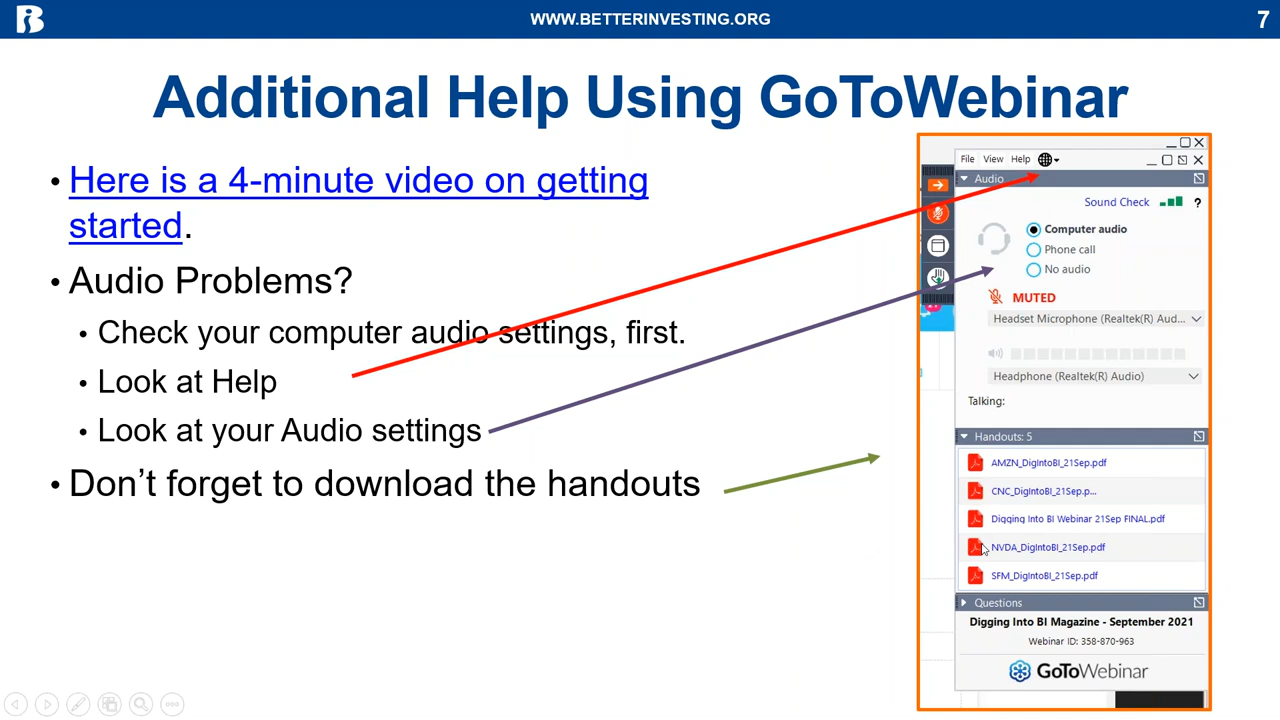 WWW.BETTERINVESTING.ORG
7
Additional Help Using GoToWebinar
• Here is a 4-minute video on getting
started.
• Audio Problems?
• Check your computer audio settings, first.
• Look at Help
• Look at your Audio settings
• Don’t forget to download the handouts
File View Help
Audio
Sound Check ?
Computer audio
Phone call
No audio
MUTED
Headset Microphone (Realtek(R) Aud...
Headphone (Realtek(R) Audio)
Talking:
Handouts: 5
AMZN_DigIntoBI_21Sep.pdf
CNC_DigIntoBI_21Sep.p...
Digging Into BI Webinar 21Sep FINAL.pdf
NVDA_DigIntoBI_21Sep.pdf
SFM_DigIntoBI_21Sep.pdf
Questions
Digging Into BI Magazine - September 2021
Webinar ID: 358-870-963
GoToWebinar